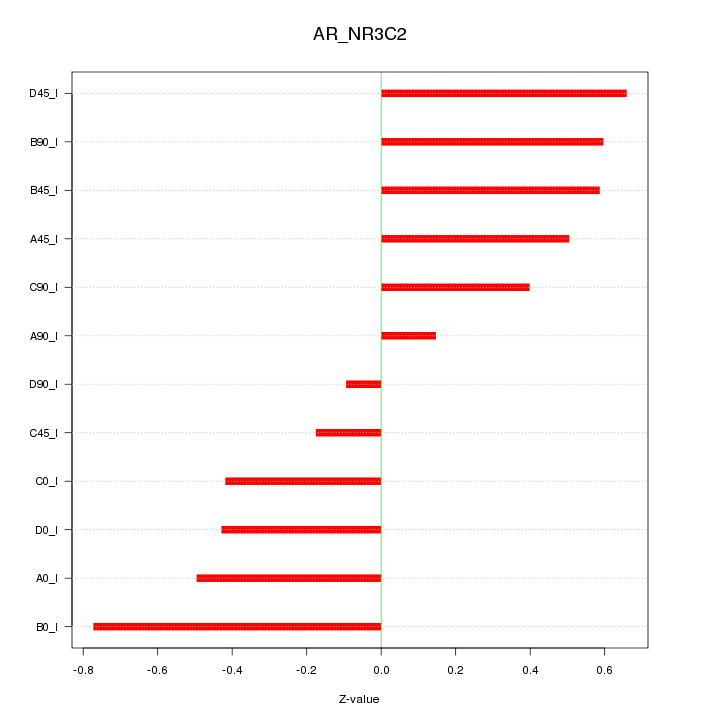 AR_NR3C2
D45_I
B90_I
B45_I
A45_I
C90_I
A90_I
D90_I
C45_I
C0_I
D0_I
A0_I
B0_I
-0.8 -0.6 -0.4 -0.2 0.0 0.2 0.4 0.6
Z-value